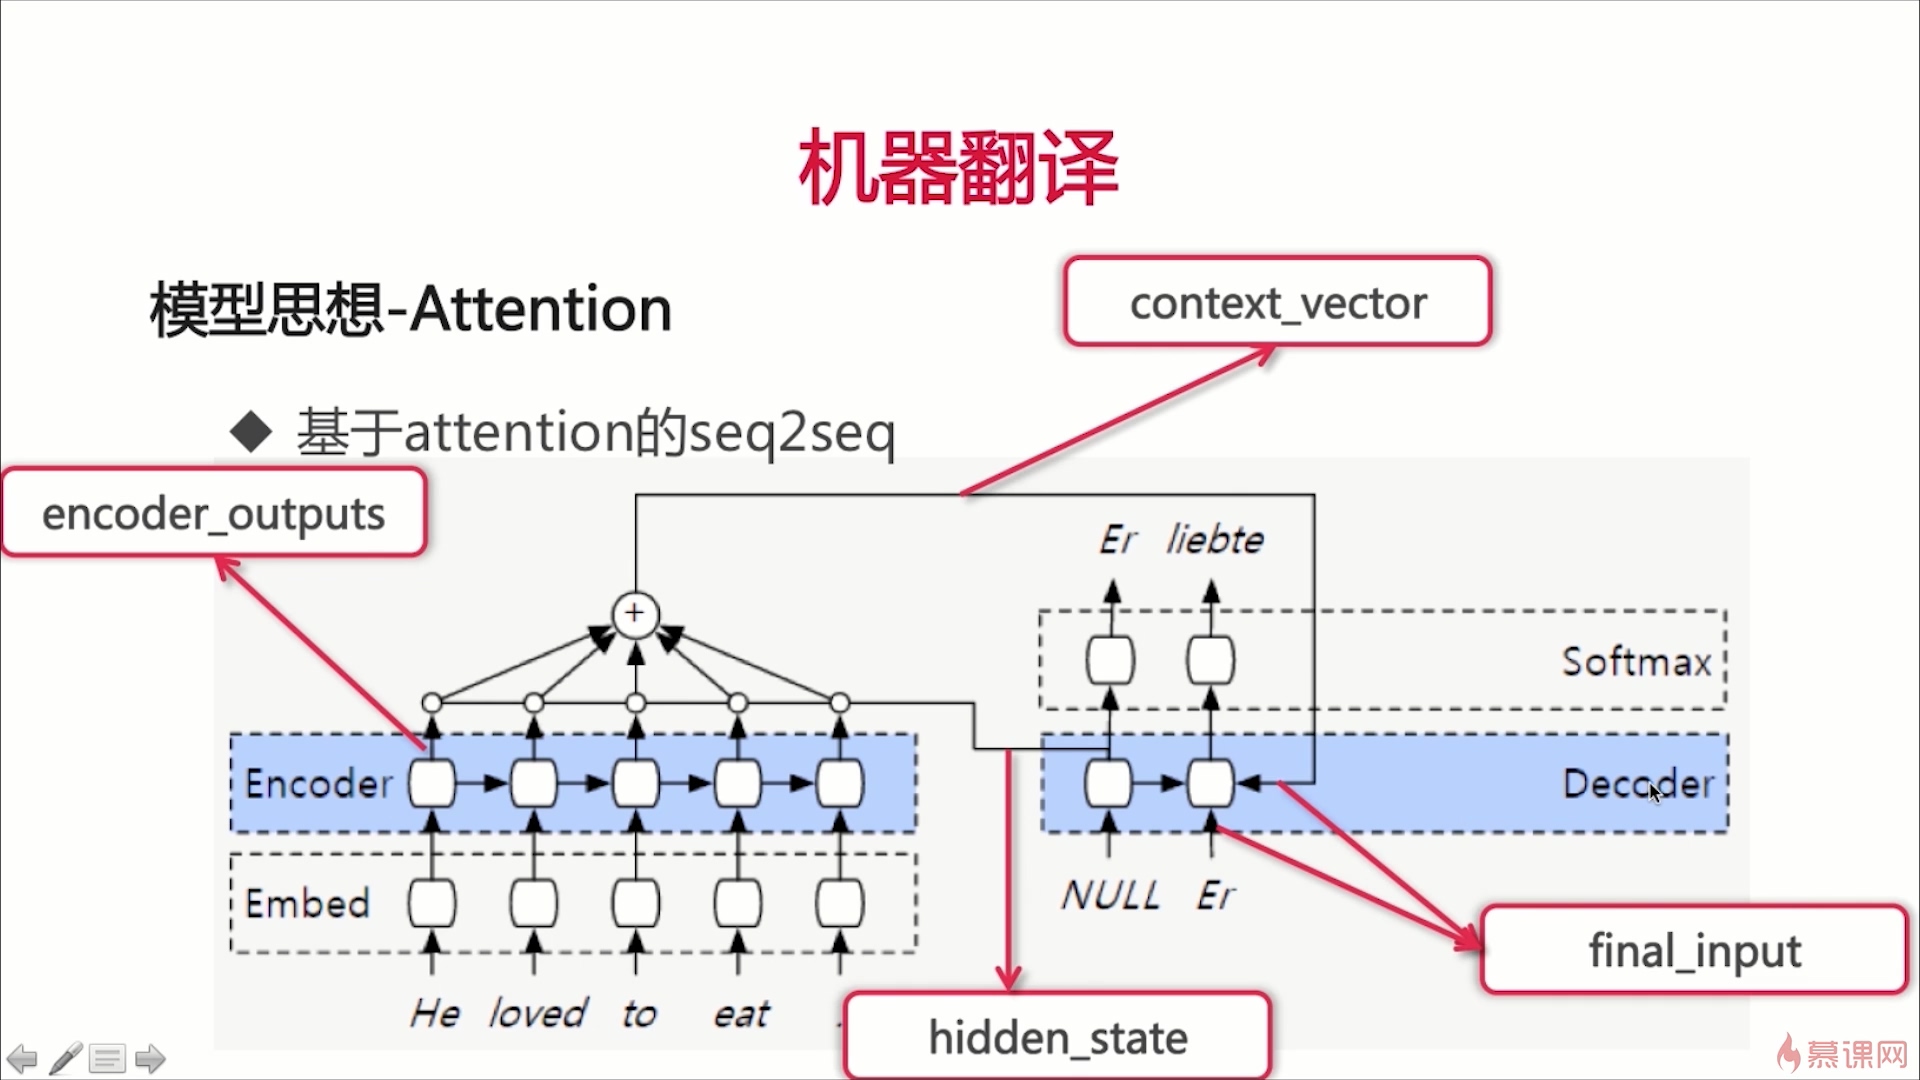 机器翻译
模型思想-Attention
context_vector
◆ 基于attention的seq2seq
encoder_outputs
Er liebte
+
Softmax
Encoder
Decoder
Embed
NULL Er
final_input
He loved to eat .
hidden_state
慕课网